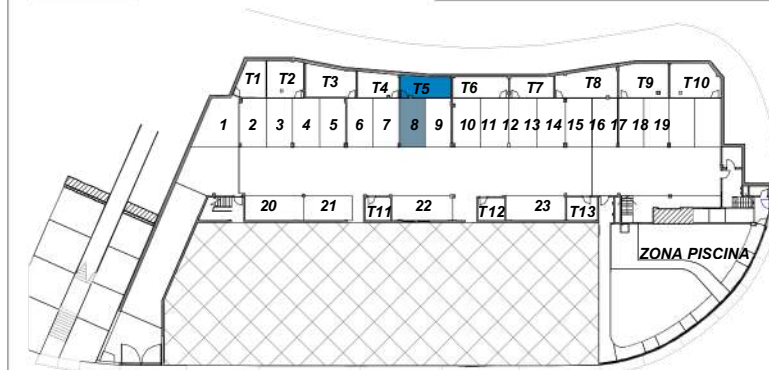 T1 T2 T3 T4 T5 T6 T7 T8 T9 T10
1 2 3 4 5 6 7 8 9 10 11 12 13 14 15 16 17 18 19
20 21 T11 22 T12 23 T13
ZONA PISCINA